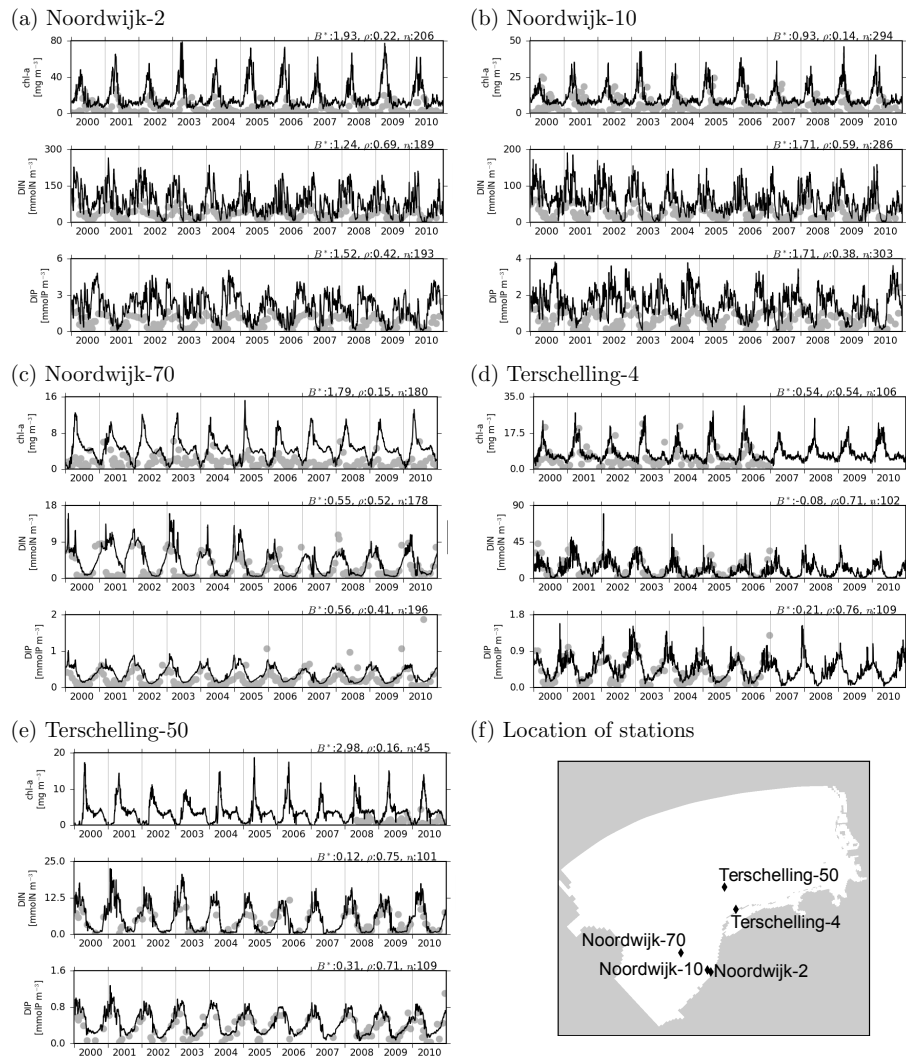 (a) Noordwijk-2
B*:1.93, ρ:0.22, n:206
80
40
0
chl-a
[mg m⁻³]
2000 2001 2002 2003 2004 2005 2006 2007 2008 2009 2010
B*:1.24, ρ:0.69, n:189
300
150
0
DIN
[mmolN m⁻³]
2000 2001 2002 2003 2004 2005 2006 2007 2008 2009 2010
B*:1.52, ρ:0.42, n:193
6
3
0
DIP
[mmolP m⁻³]
2000 2001 2002 2003 2004 2005 2006 2007 2008 2009 2010
(b) Noordwijk-10
B*:0.93, ρ:0.14, n:294
50
25
0
chl-a
[mg m⁻³]
2000 2001 2002 2003 2004 2005 2006 2007 2008 2009 2010
B*:1.71, ρ:0.59, n:286
200
100
0
DIN
[mmolN m⁻³]
2000 2001 2002 2003 2004 2005 2006 2007 2008 2009 2010
B*:1.71, ρ:0.38, n:303
4
2
0
DIP
[mmolP m⁻³]
2000 2001 2002 2003 2004 2005 2006 2007 2008 2009 2010
(c) Noordwijk-70
B*:1.79, ρ:0.15, n:180
16
8
0
chl-a
[mg m⁻³]
2000 2001 2002 2003 2004 2005 2006 2007 2008 2009 2010
B*:0.55, ρ:0.52, n:178
18
9
0
DIN
[mmolN m⁻³]
2000 2001 2002 2003 2004 2005 2006 2007 2008 2009 2010
B*:0.56, ρ:0.41, n:196
2
1
0
DIP
[mmolP m⁻³]
2000 2001 2002 2003 2004 2005 2006 2007 2008 2009 2010
(d) Terschelling-4
B*:0.54, ρ:0.54, n:106
35.0
17.5
0.0
chl-a
[mg m⁻³]
2000 2001 2002 2003 2004 2005 2006 2007 2008 2009 2010
B*:-0.08, ρ:0.71, n:102
90
45
0
DIN
[mmolN m⁻³]
2000 2001 2002 2003 2004 2005 2006 2007 2008 2009 2010
B*:0.21, ρ:0.76, n:109
1.8
0.9
0.0
DIP
[mmolP m⁻³]
2000 2001 2002 2003 2004 2005 2006 2007 2008 2009 2010
(e) Terschelling-50
B*:2.98, ρ:0.16, n:45
20
10
0
chl-a
[mg m⁻³]
2000 2001 2002 2003 2004 2005 2006 2007 2008 2009 2010
B*:0.12, ρ:0.75, n:101
25.0
12.5
0.0
DIN
[mmolN m⁻³]
2000 2001 2002 2003 2004 2005 2006 2007 2008 2009 2010
B*:0.31, ρ:0.71, n:109
1.6
0.8
0.0
DIP
[mmolP m⁻³]
2000 2001 2002 2003 2004 2005 2006 2007 2008 2009 2010
(f) Location of stations
Terschelling-50
Terschelling-4
Noordwijk-70
Noordwijk-10
Noordwijk-2